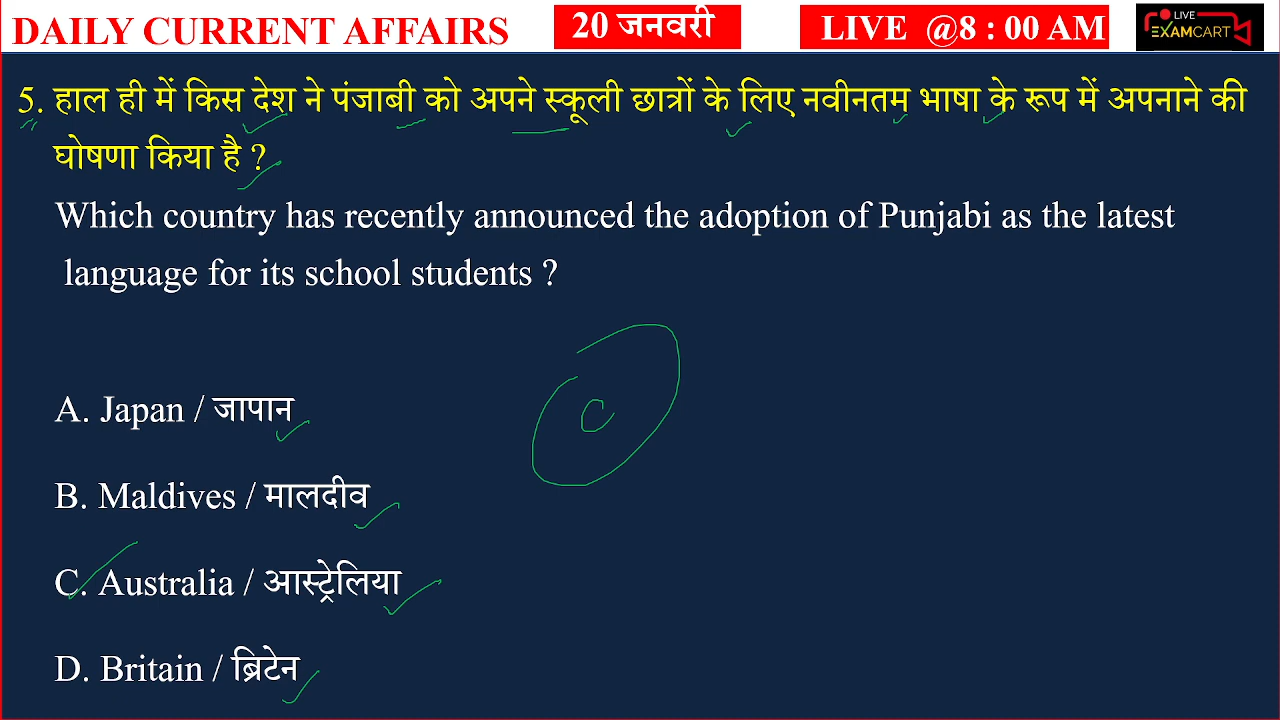 DAILY CURRENT AFFAIRS
20 जनवरी
LIVE @8 : 00 AM
LIVE
EXAMCART
5. हाल ही में किस देश ने पंजाबी को अपने स्कूली छात्रों के लिए नवीनतम भाषा के रूप में अपनाने की
घोषणा किया है ?
Which country has recently announced the adoption of Punjabi as the latest
language for its school students ?
A. Japan / जापान
C
B. Maldives / मालदीव
C. Australia / आस्ट्रेलिया
D. Britain / ब्रिटेन